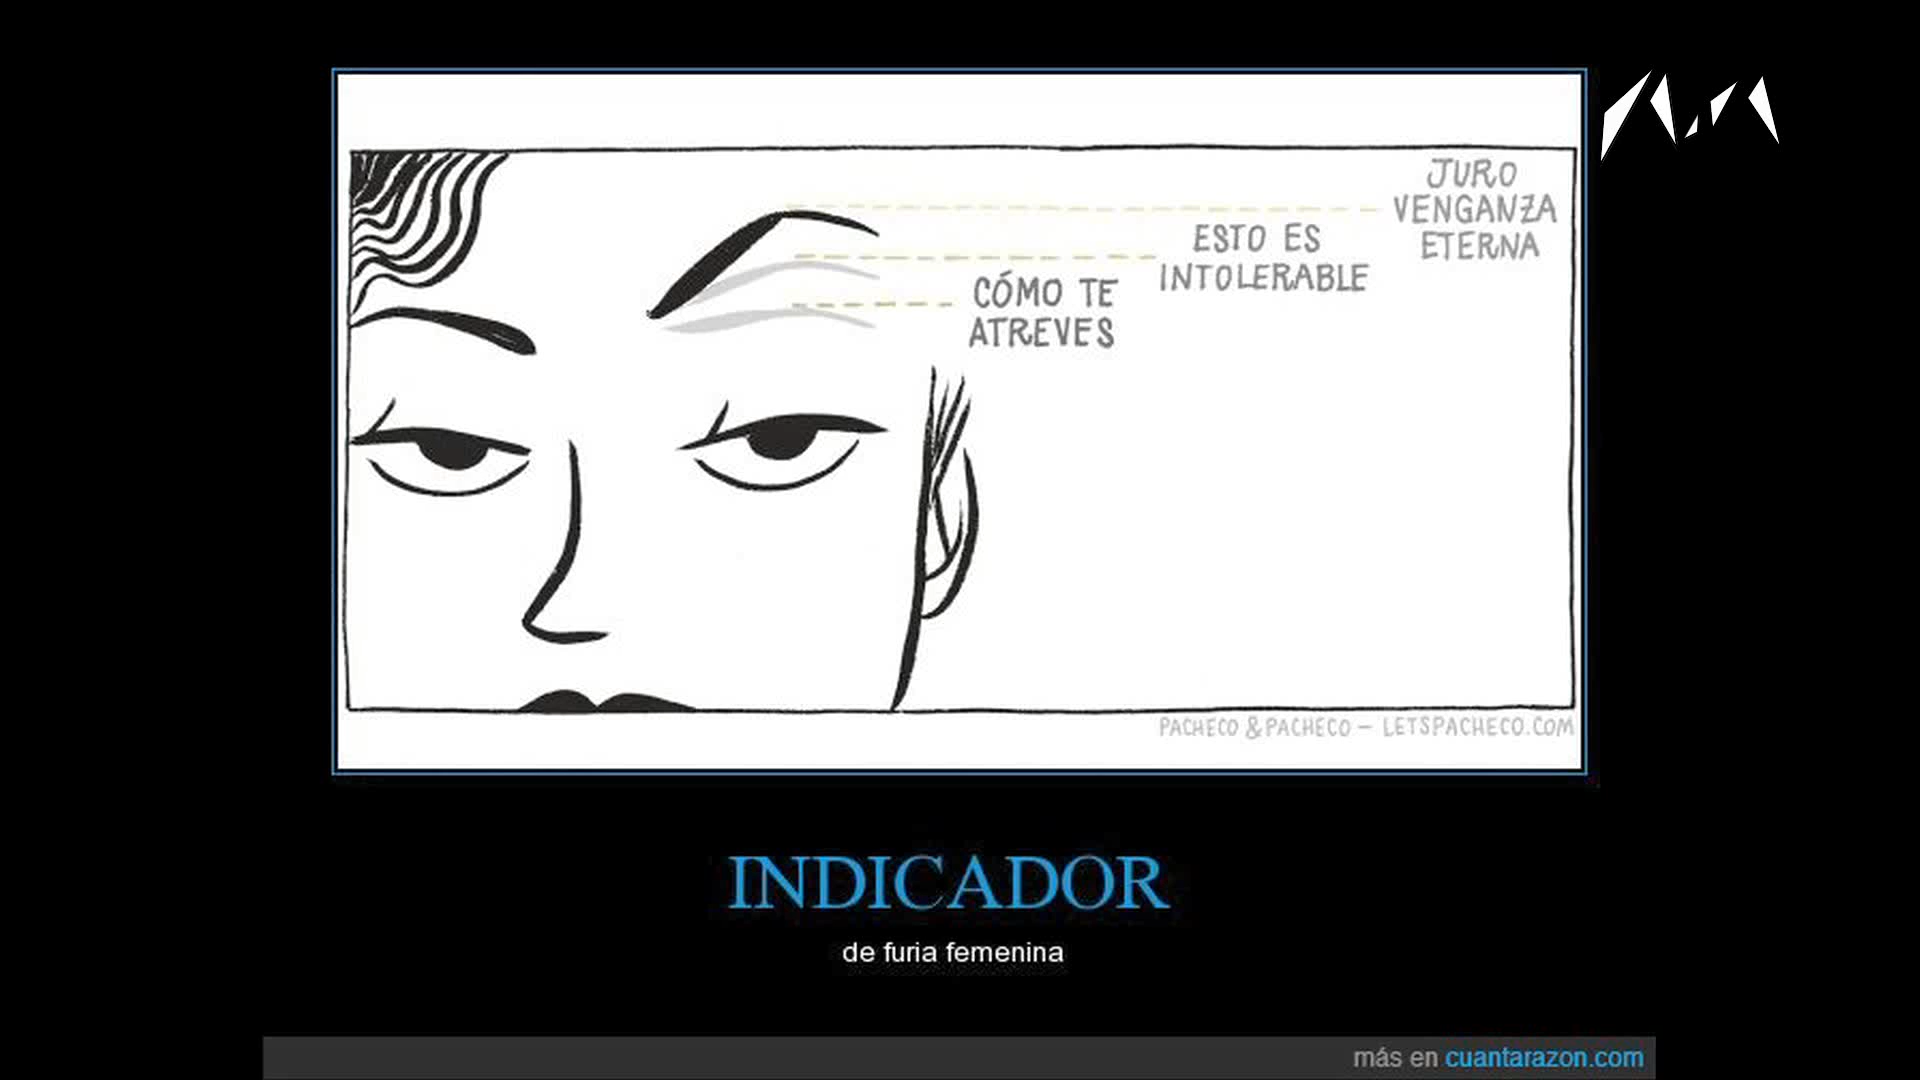 JURO
VENGANZA
ETERNA
ESTO ES
INTOLERABLE
CÓMO TE
ATREVES
PACHECO & PACHECO – LETSPACHECO.COM
INDICADOR
de furia femenina
más en cuantarazon.com